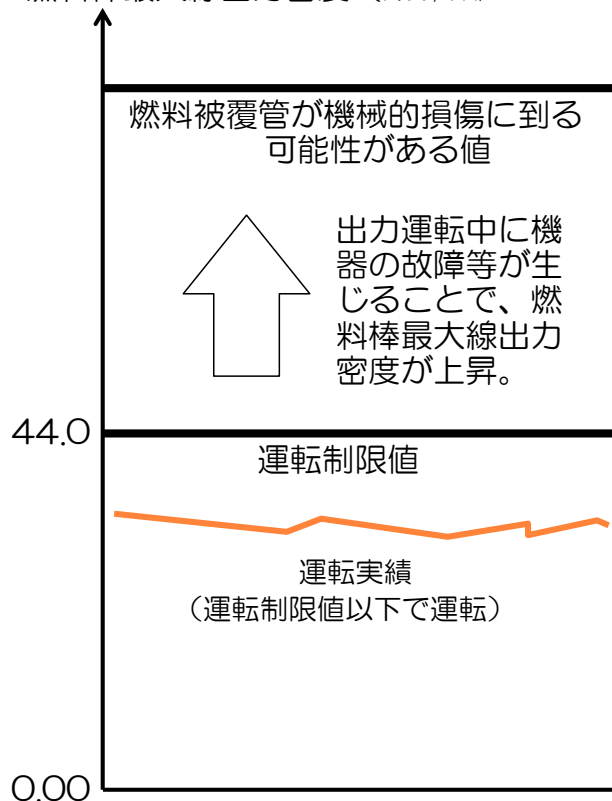 燃料被覆管が機械的損傷に到る
可能性がある値
出力運転中に機
器の故障等が生
じることで、燃
料棒最大線出力
密度が上昇。
44.0
運転制限値
運転実績
（運転制限値以下で運転）
0.00